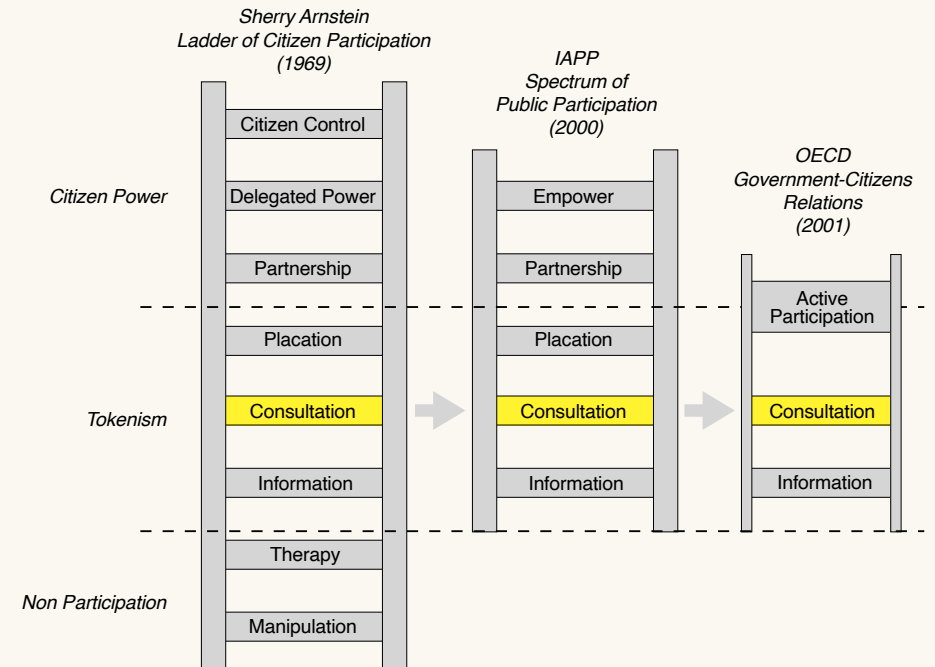 Sherry Arnstein
Ladder of Citizen Participation
(1969)
Citizen Control
Delegated Power
Partnership
Placation
Consultation
Information
Therapy
Manipulation
Citizen Power
Tokenism
Non Participation
IAPP
Spectrum of
Public Participation
(2000)
Empower
Partnership
Placation
Consultation
Information
OECD
Government-Citizens
Relations
(2001)
Active
Participation
Consultation
Information